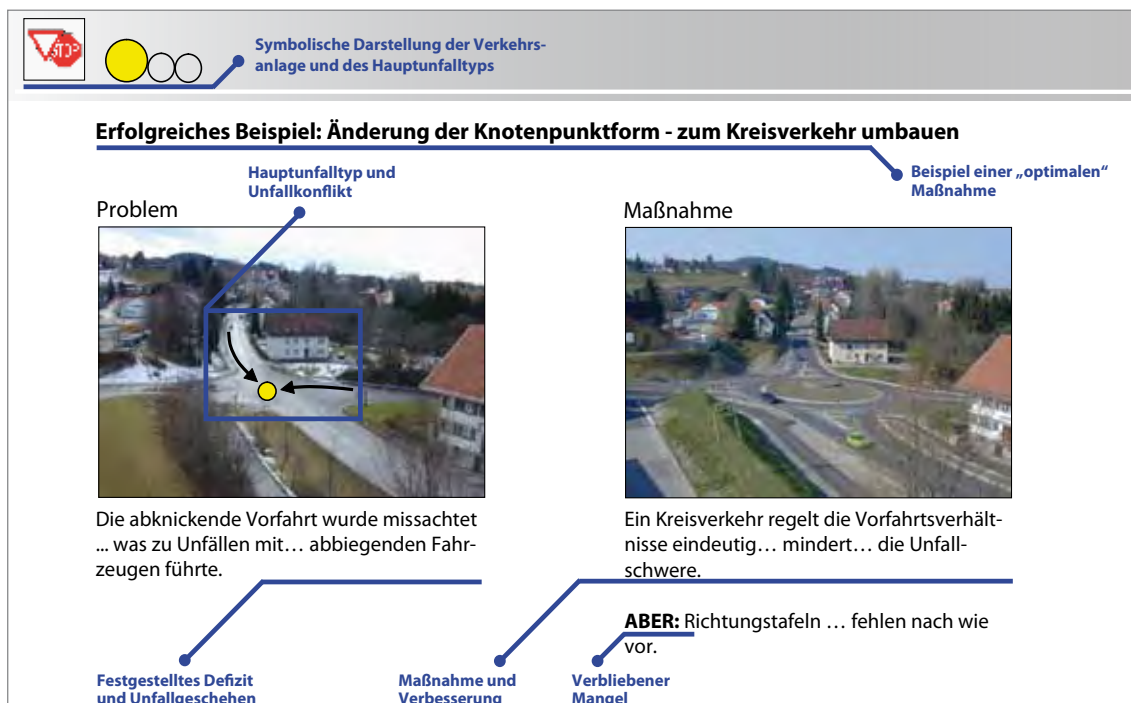 STOP
Symbolische Darstellung der Verkehrs-
anlage und des Hauptunfalltyps
Erfolgreiches Beispiel: Änderung der Knotenpunktform - zum Kreisverkehr umbauen
Hauptunfalltyp und
Unfallkonflikt
Beispiel einer „optimalen“
Maßnahme
Problem
Die abknickende Vorfahrt wurde missachtet
... was zu Unfällen mit… abbiegenden Fahr-
zeugen führte.
Maßnahme
Ein Kreisverkehr regelt die Vorfahrtsverhält-
nisse eindeutig… mindert… die Unfall-
schwere.
ABER: Richtungstafeln … fehlen nach wie
vor.
Festgestelltes Defizit
und Unfallgeschehen
Maßnahme und
Verbesserung
Verbliebener
Mangel